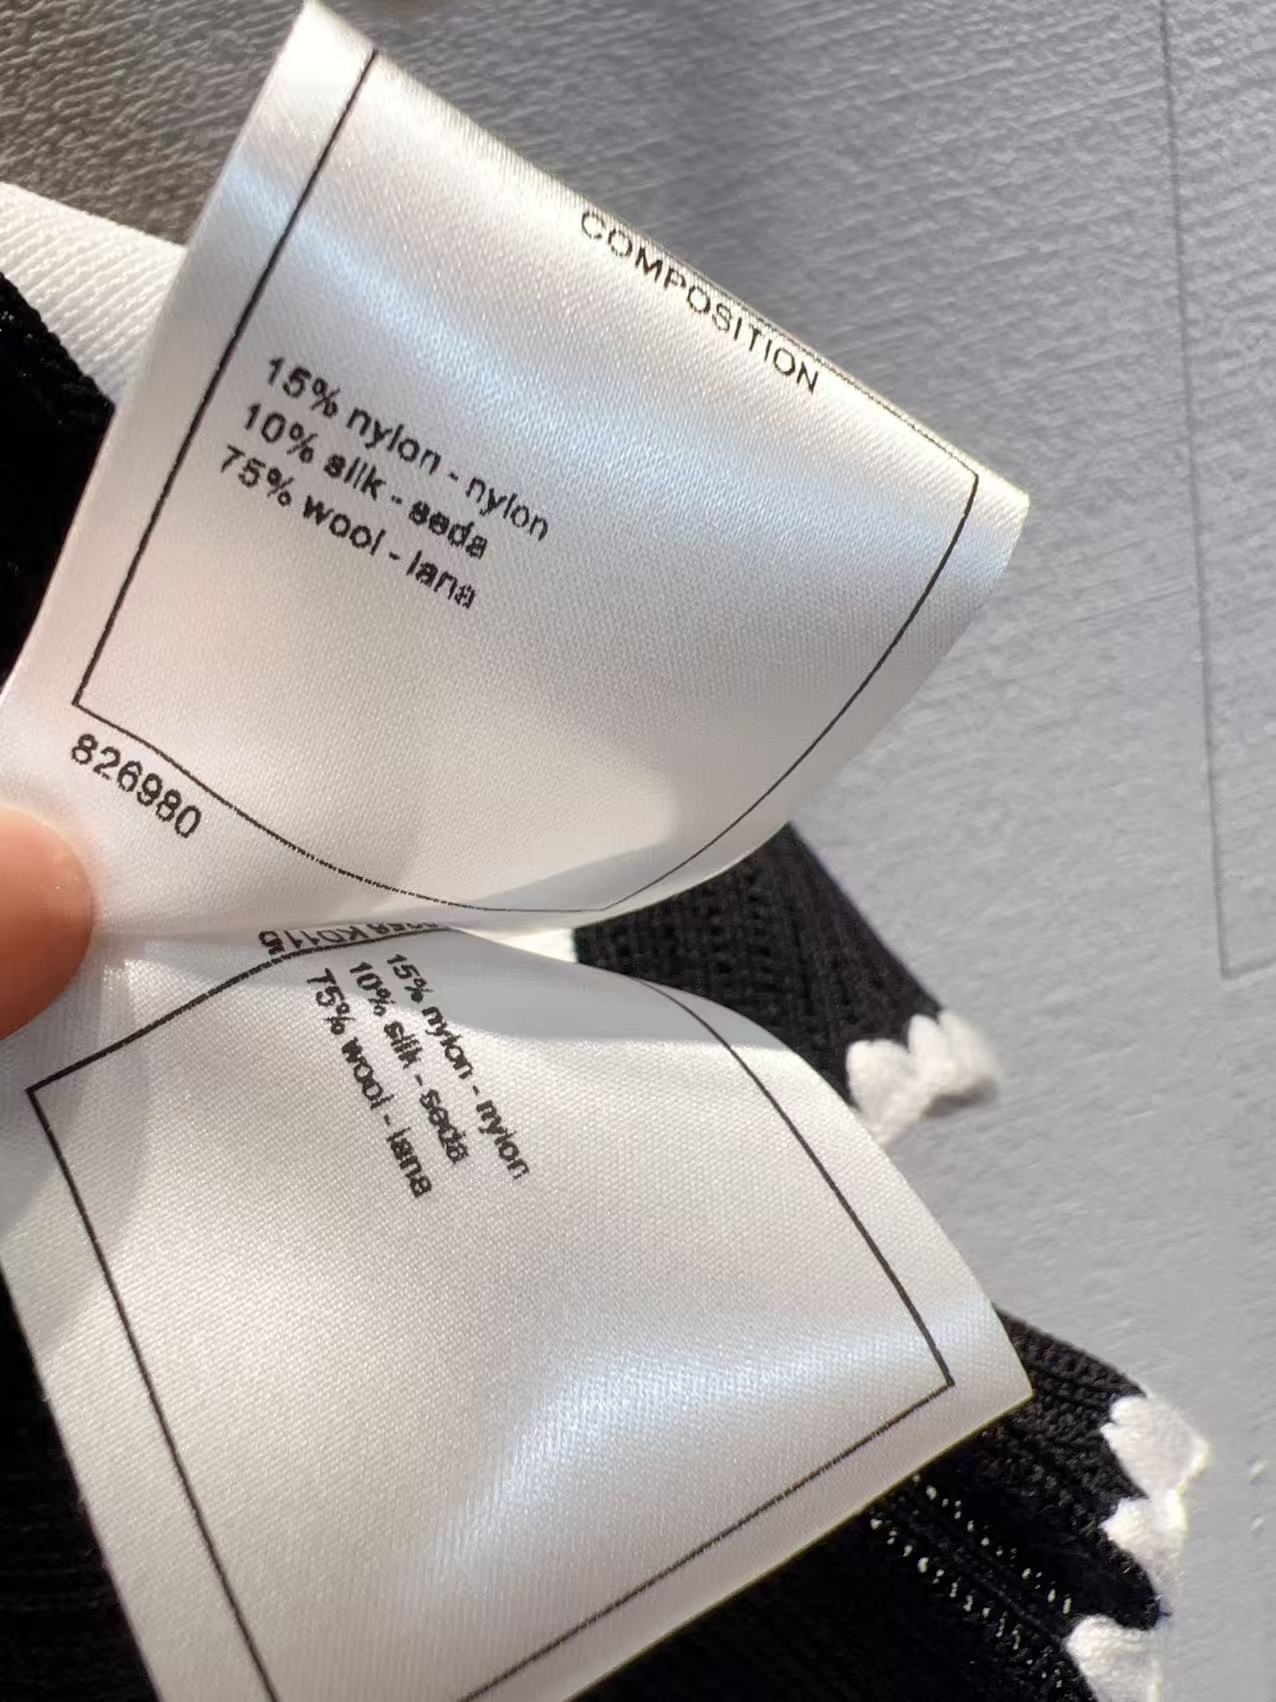 COMPOSITION
15% nylon - nylon
10% silk - seda
75% wool - lana
826980
15% nylon - nylon
10% silk - seda
75% wool - lana